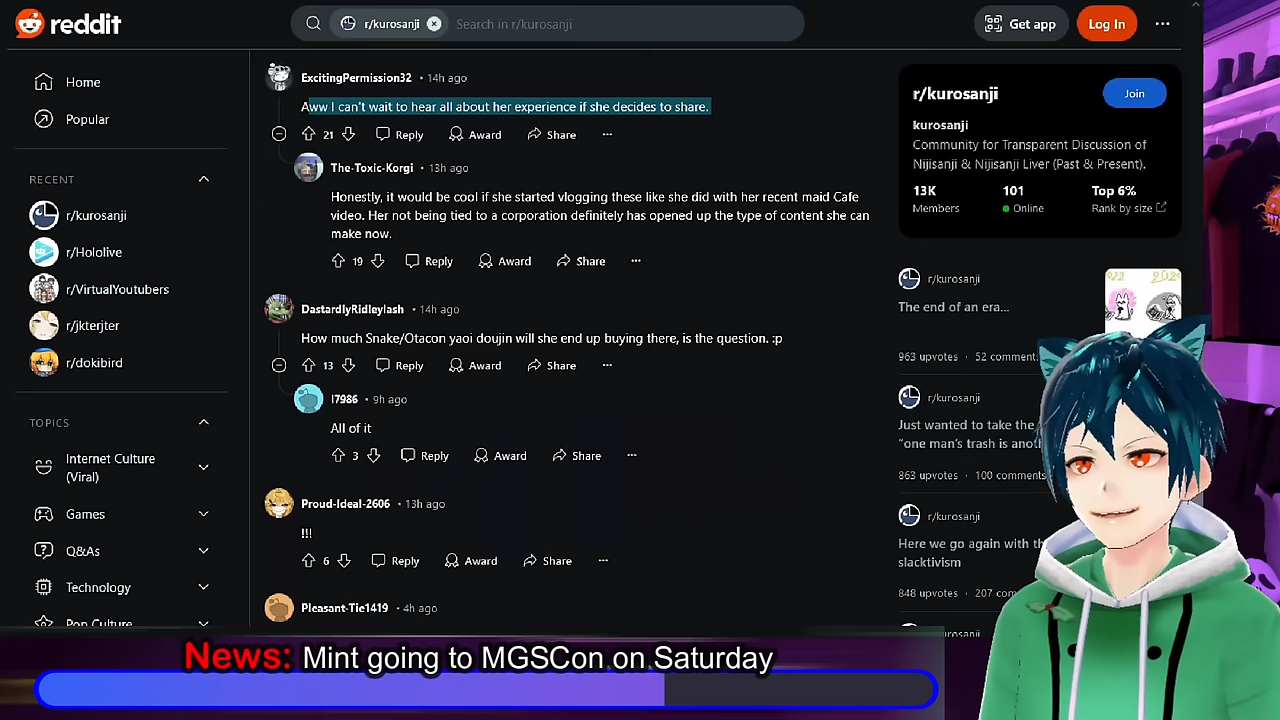 reddit
r/kurosanji
Search in r/kurosanji
Get app
Log In
Home
Popular
RECENT
r/kurosanji
r/Hololive
r/VirtualYoutubers
r/jkterjter
r/dokibird
TOPICS
Internet Culture
(Viral)
Games
Q&As
Technology
Pop Culture
ExcitingPermission32 • 14h ago
Aww I can't wait to hear all about her experience if she decides to share.
21 Reply Award Share
The-Toxic-Korgi • 13h ago
Honestly, it would be cool if she started vlogging these like she did with her recent maid Cafe
video. Her not being tied to a corporation definitely has opened up the type of content she can
make now.
19 Reply Award Share
DastardlyRidleylash • 14h ago
How much Snake/Otacon yaoi doujin will she end up buying there, is the question. :p
13 Reply Award Share
I7986 • 9h ago
All of it
3 Reply Award Share
Proud-Ideal-2606 • 13h ago
!!!
6 Reply Award Share
Pleasant-Tie1419 • 4h ago
r/kurosanji
Join
kurosanji
Community for Transparent Discussion of
Nijisanji & Nijisanji Liver (Past & Present).
13K 101 Top 6%
Members Online Rank by size
r/kurosanji
The end of an era...
963 upvotes · 52 comments
r/kurosanji
Just wanted to take the
"one man's trash is
863 upvotes · 100 comments
r/kurosanji
Here we go again with
slacktivism
848 upvotes · 207
News: Mint going to MGSCon on Saturday